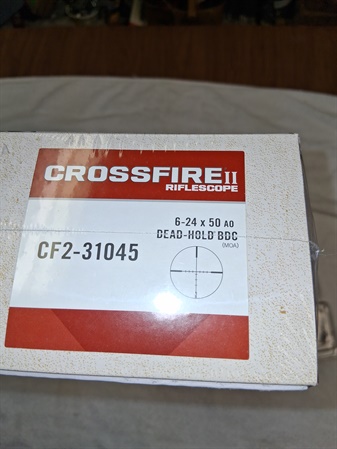 CROSSFIRE II
RIFLESCOPE
6-24 x 50 AO
DEAD-HOLD BDC
(MOA)
CF2-31045